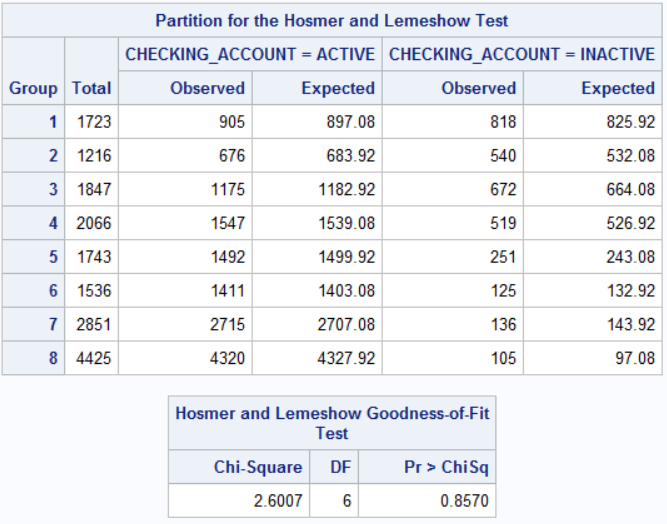 Partition for the Hosmer and Lemeshow Test
CHECKING_ACCOUNT = ACTIVE CHECKING_ACCOUNT = INACTIVE
Group Total Observed Expected Observed Expected
1 1723 905 897.08 818 825.92
2 1216 676 683.92 540 532.08
3 1847 1175 1182.92 672 664.08
4 2066 1547 1539.08 519 526.92
5 1743 1492 1499.92 251 243.08
6 1536 1411 1403.08 125 132.92
7 2851 2715 2707.08 136 143.92
8 4425 4320 4327.92 105 97.08
Hosmer and Lemeshow Goodness-of-Fit
Test
Chi-Square DF Pr > ChiSq
2.6007 6 0.8570